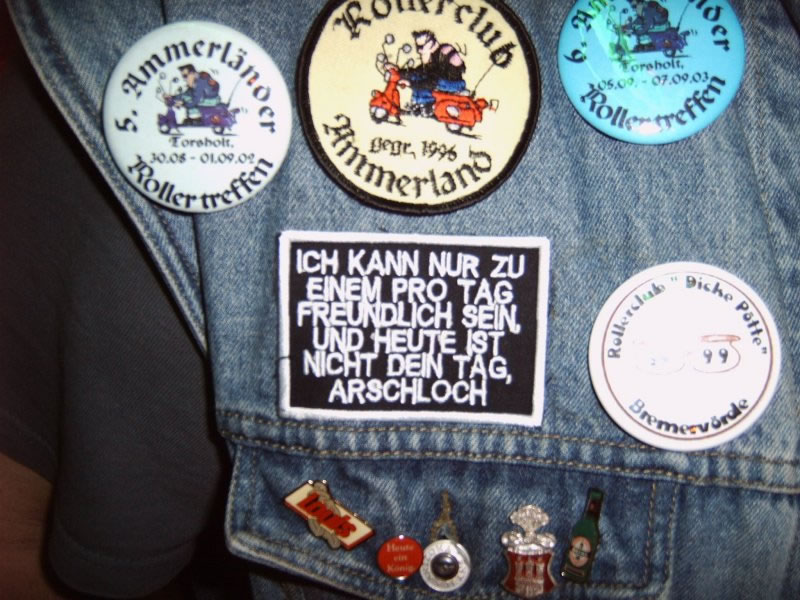 5. Ammerländer
Torsholt,
30.08 - 01.09.02
Rollertreffen
Rollerclub
gegr. 1996
Ammerland
6. Ammerländer
Torsholt,
05.09. - 07.09.03
Rollertreffen
ICH KANN NUR ZU
EINEM PRO TAG
FREUNDLICH SEIN,
UND HEUTE IST
NICHT DEIN TAG,
ARSCHLOCH
Rollerclub "Dicke Pötte"
99
Bremervörde
Heute
ein
König